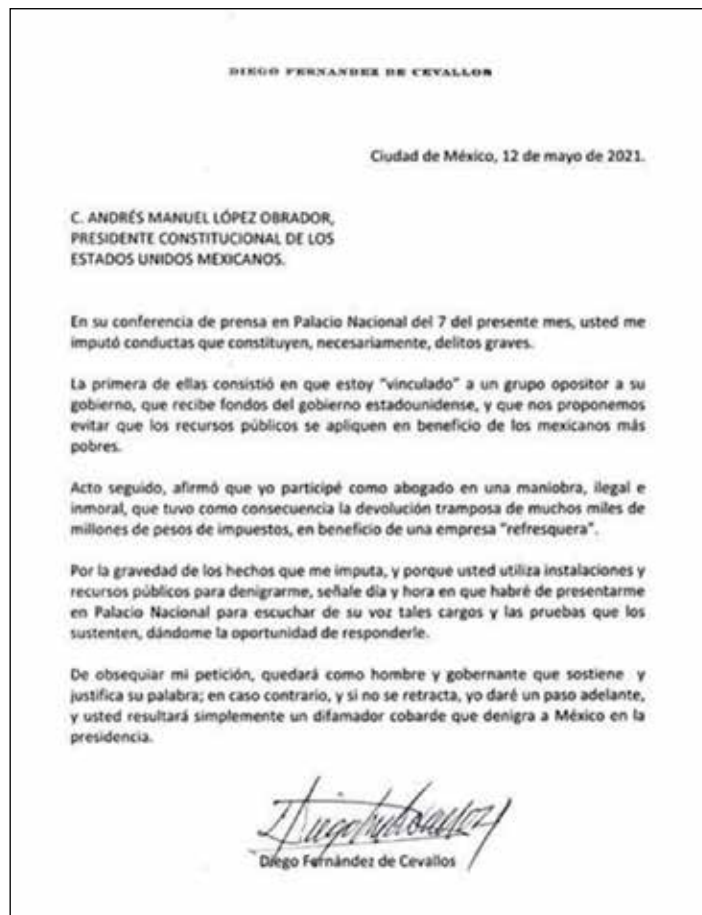 DIEGO FERNANDEZ DE CEVALLOS
Ciudad de México, 12 de mayo de 2021.
C. ANDRÉS MANUEL LÓPEZ OBRADOR,
PRESIDENTE CONSTITUCIONAL DE LOS
ESTADOS UNIDOS MEXICANOS.
En su conferencia de prensa en Palacio Nacional del 7 del presente mes, usted me
imputó conductas que constituyen, necesariamente, delitos graves.
La primera de ellas consistió en que estoy "vinculado" a un grupo opositor a su
gobierno, que recibe fondos del gobierno estadounidense, y que nos proponemos
evitar que los recursos públicos se apliquen en beneficio de los mexicanos más
pobres.
Acto seguido, afirmó que yo participé como abogado en una maniobra, ilegal e
inmoral, que tuvo como consecuencia la devolución tramposa de muchos miles de
millones de pesos de impuestos, en beneficio de una empresa "refresquera".
Por la gravedad de los hechos que me imputa, y porque usted utiliza instalaciones y
recursos públicos para denigrarme, señale día y hora en que habré de presentarme
en Palacio Nacional para escuchar de su voz tales cargos y las pruebas que los
sustenten, dándome la oportunidad de responderle.
De obsequiar mi petición, quedará como hombre y gobernante que sostiene y
justifica su palabra; en caso contrario, y si no se retracta, yo daré un paso adelante,
y usted resultará simplemente un difamador cobarde que denigra a México en la
presidencia.
Diego Fernández de Cevallos